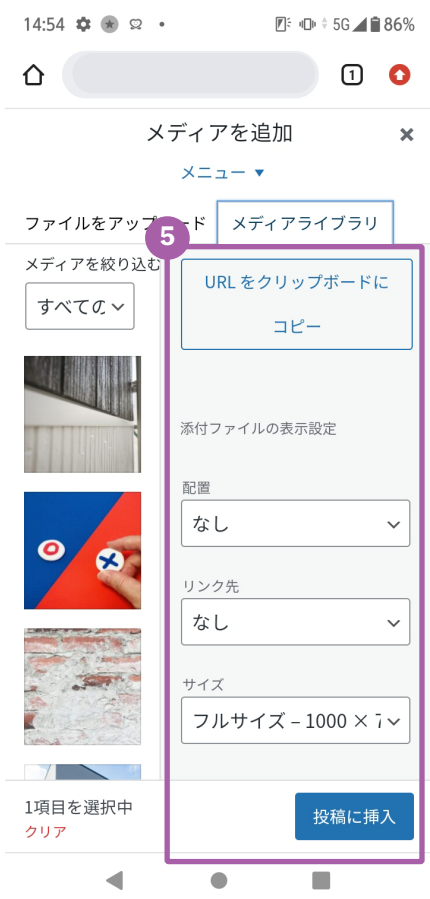 14:54
5G 86%
1
メディアを追加 ×
メニュー ▼
ファイルをアップ ード
メディアライブラリ
5
メディアを絞り込む
すべての
URL をクリップボードに
コピー
添付ファイルの表示設定
配置
なし
リンク先
なし
サイズ
フルサイズ – 1000 ×
1項目を選択中
クリア
投稿に挿入